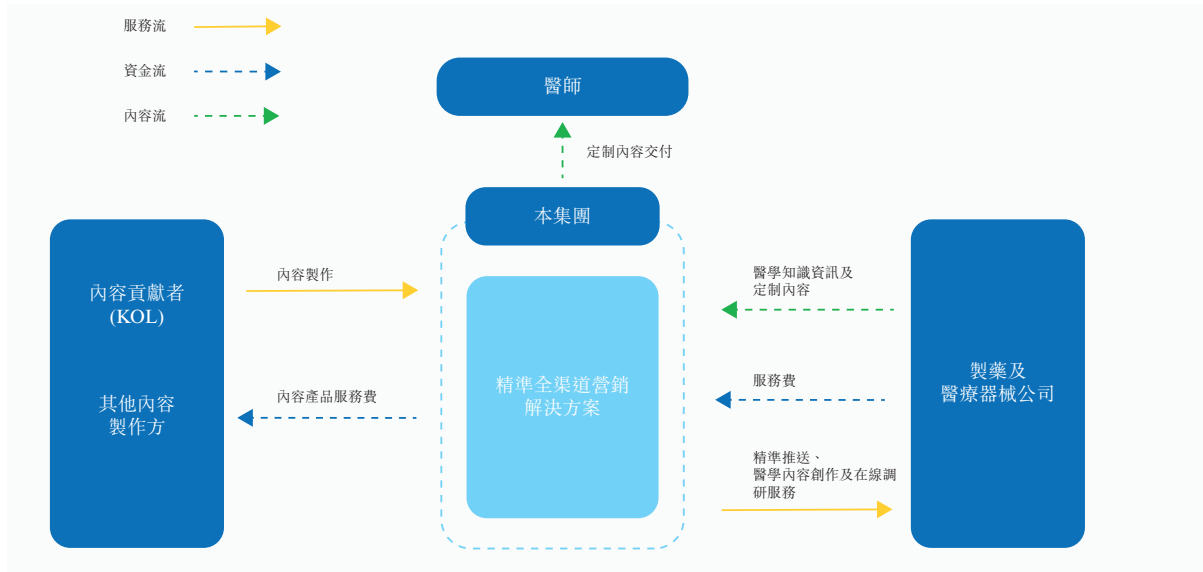 服務流
資金流
內容流
醫師
定制內容交付
本集團
內容貢獻者
(KOL)
其他內容
製作方
內容製作
內容產品服務費
精準全渠道營銷
解決方案
醫學知識資訊及
定制內容
服務費
精準推送、
醫學內容創作及在線調
研服務
製藥及
醫療器械公司